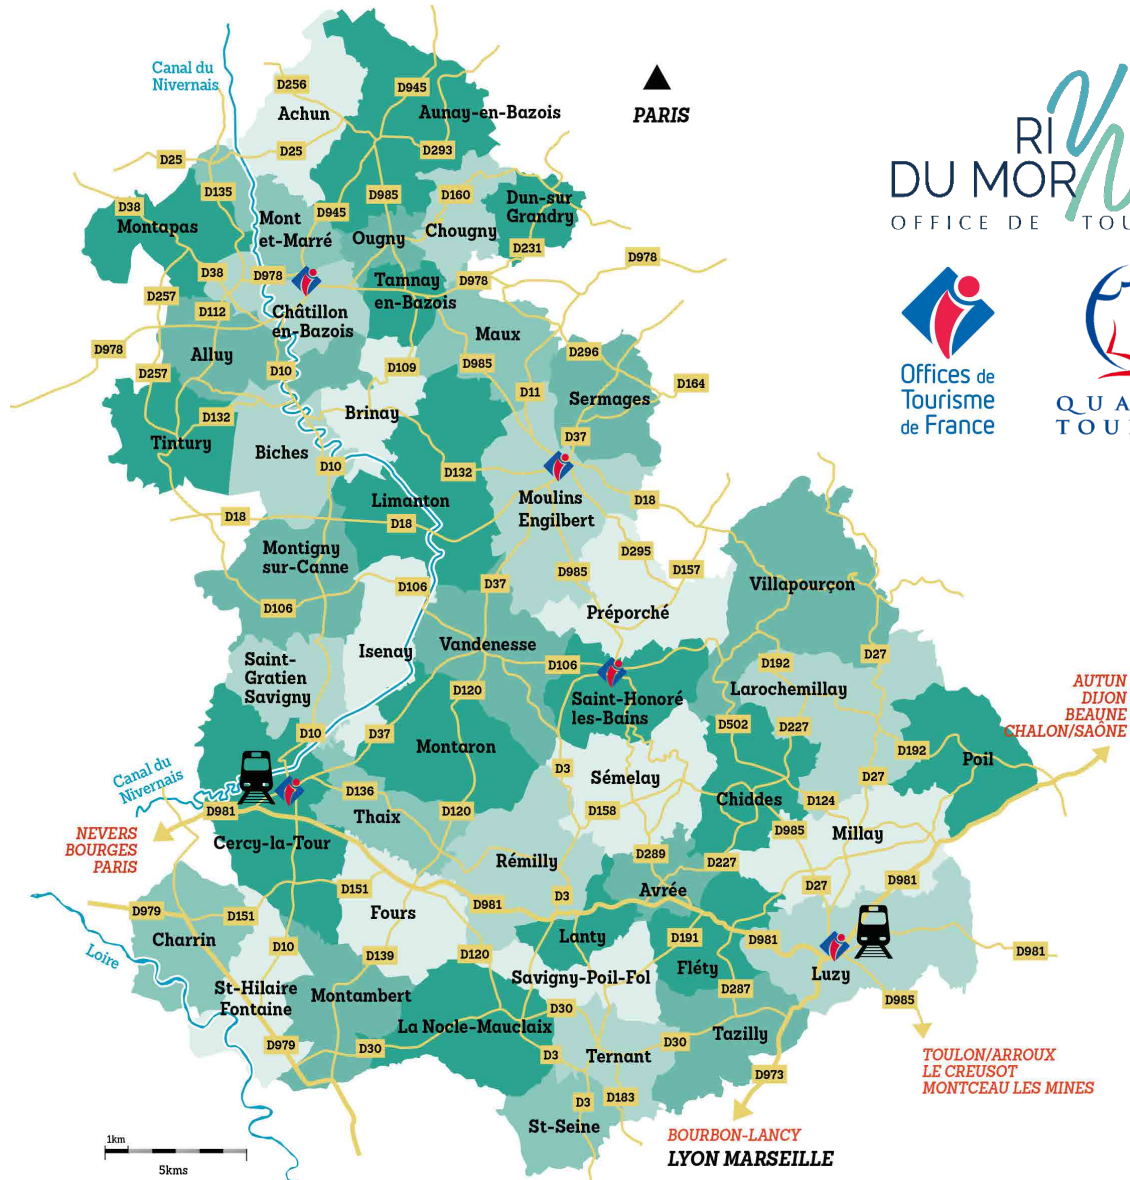 Canal du
Nivernais
D256
D945
Achun
Aunay-en-Bazois
PARIS
D25
D25
D293
RI
DU MOR
OFFICE DE TOU
D135
D985
D160
Dun-sur
Grandry
D38
Montapas
Mont
et-Marré
D945
Ougny
Chougny
D231
D38
D978
Tamnay
en-Bazois
D978
D978
D257
D112
Châtillon
en-Bazois
Maux
D978
Alluy
D257
D10
D109
D985
D296
D11
D164
Offices de
Tourisme
de France
QUA
TOU
Sermages
Brinay
D132
Tintury
Biches
D37
D10
D132
Limanton
Moulins
Engilbert
D18
D18
D18
Montigny
sur-Canne
D295
D985
D157
Villapourçon
D106
D106
D37
Préporché
Isenay
Vandenesse
D27
Saint-
Gratien
Savigny
D106
D192
D120
Saint-Honoré
les-Bains
Larochemillay
AUTUN
DIJON
BEAUNE
CHALON/SAÔNE
D10
D37
Montaron
D502
D227
D192
Poil
Canal du
Nivernais
D3
Sémelay
D27
D136
D981
Thaix
D120
D158
Chiddes
D124
D985
Millay
NEVERS
BOURGES
PARIS
Cercy-la-Tour
Rémilly
D289
D227
D151
Avrée
D27
D981
D979
D151
Fours
D981
D3
Charrin
Loire
D10
D139
D120
Lanty
D191
D981
D981
Fléty
Luzy
St-Hilaire
Fontaine
Montambert
Savigny-Poil-Fol
D287
D985
La Nocle-Mauclaix
D30
Tazilly
D979
D30
D3
Ternant
D30
TOULON/ARROUX
LE CREUSOT
MONTCEAU LES MINES
D973
D3
D183
St-Seine
BOURBON-LANCY
LYON MARSEILLE
1km
5kms